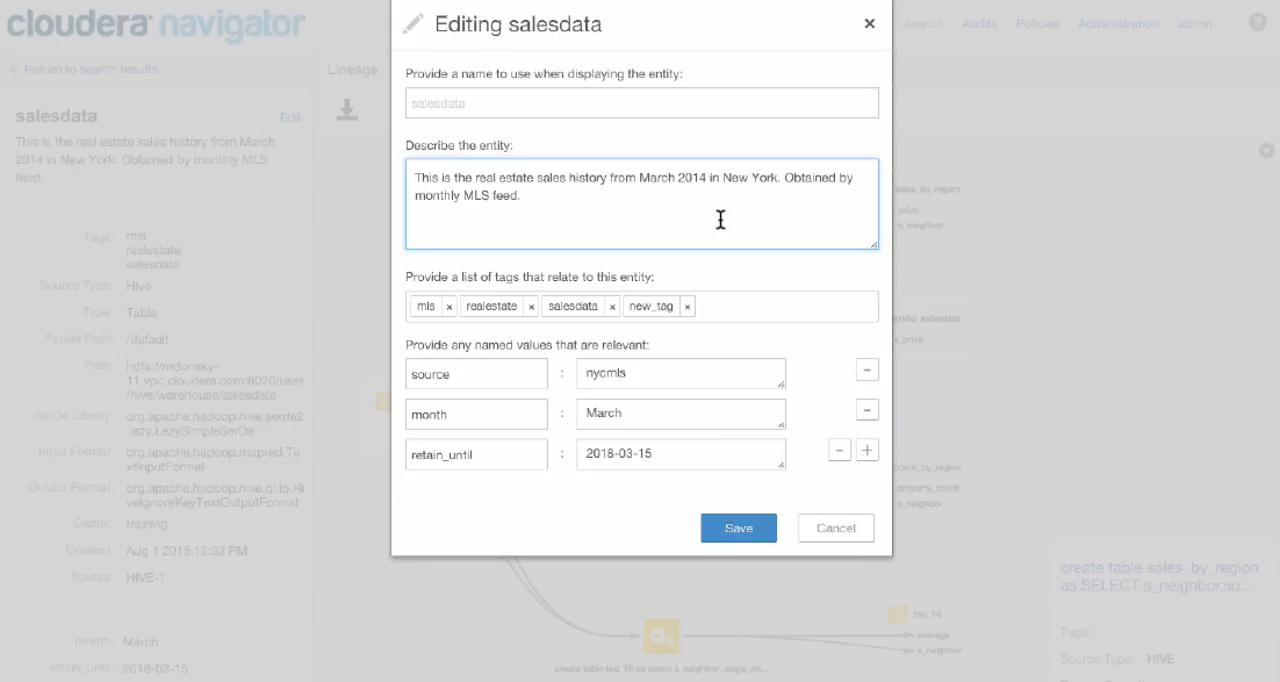 cloudera navigator
Search Audits Policies Administration admin
Return to search results
Lineage
salesdata
Edit
This is the real estate sales history from March
2014 in New York. Obtained by monthly MLS
feed.
Tags: mls
realestate
salesdata
Source Type: Hive
Type: Table
Parent Path: /default
Path: hdfs://mdonsky-
11.vpc.cloudera.com:8020/user
/hive/warehouse/salesdata
SerDe Library: org.apache.hadoop.hive.serde2
.lazy.LazySimpleSerDe
Input Format: org.apache.hadoop.mapred.Te
xtInputFormat
Output Format: org.apache.hadoop.hive.ql.io.Hi
veIgnoreKeyTextOutputFormat
Owner: training
Created: Aug 1 2015 12:33 PM
Source: HIVE-1
month: March
retain_until: 2018-03-15
Editing salesdata ×
Provide a name to use when displaying the entity:
salesdata
Describe the entity:
This is the real estate sales history from March 2014 in New York. Obtained by
monthly MLS feed.
Provide a list of tags that relate to this entity:
mls × realestate × salesdata × new_tag ×
Provide any named values that are relevant:
source : nycmls −
month : March −
retain_until : 2018-03-15 − +
Save Cancel
sales_by_region
_price
s_neighbor
salesdata
s_price
count_by_region
property_count
s_neighbor
create table sales_by_region
as SELECT s_neighbor,su...
Tags:
Source Type: HIVE
average
s_neighbor